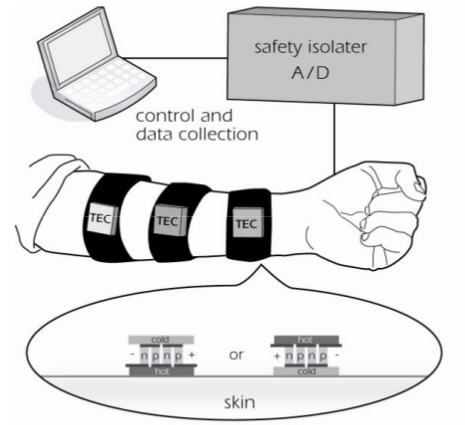 safety isolater
A/D
control and
data collection
TEC
TEC
TEC
cold
- n p n p +
hot
or
hot
+ n p n p -
cold
skin